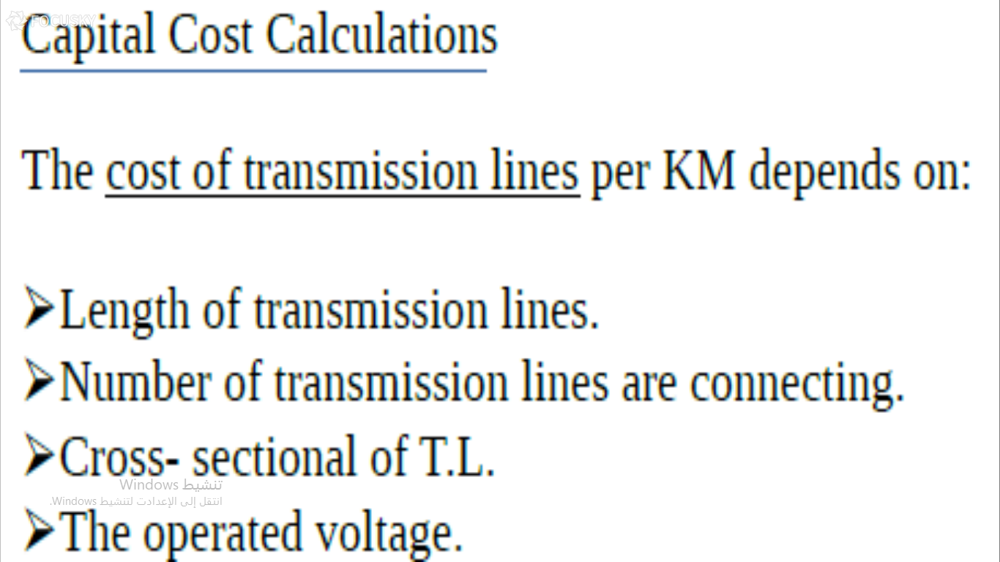 FOCUSKY
Capital Cost Calculations
The cost of transmission lines per KM depends on:
➢Length of transmission lines.
➢Number of transmission lines are connecting.
➢Cross- sectional of T.L.
تنشيط Windows
انتقل إلى الإعدادت لتنشيط Windows.
➢The operated voltage.